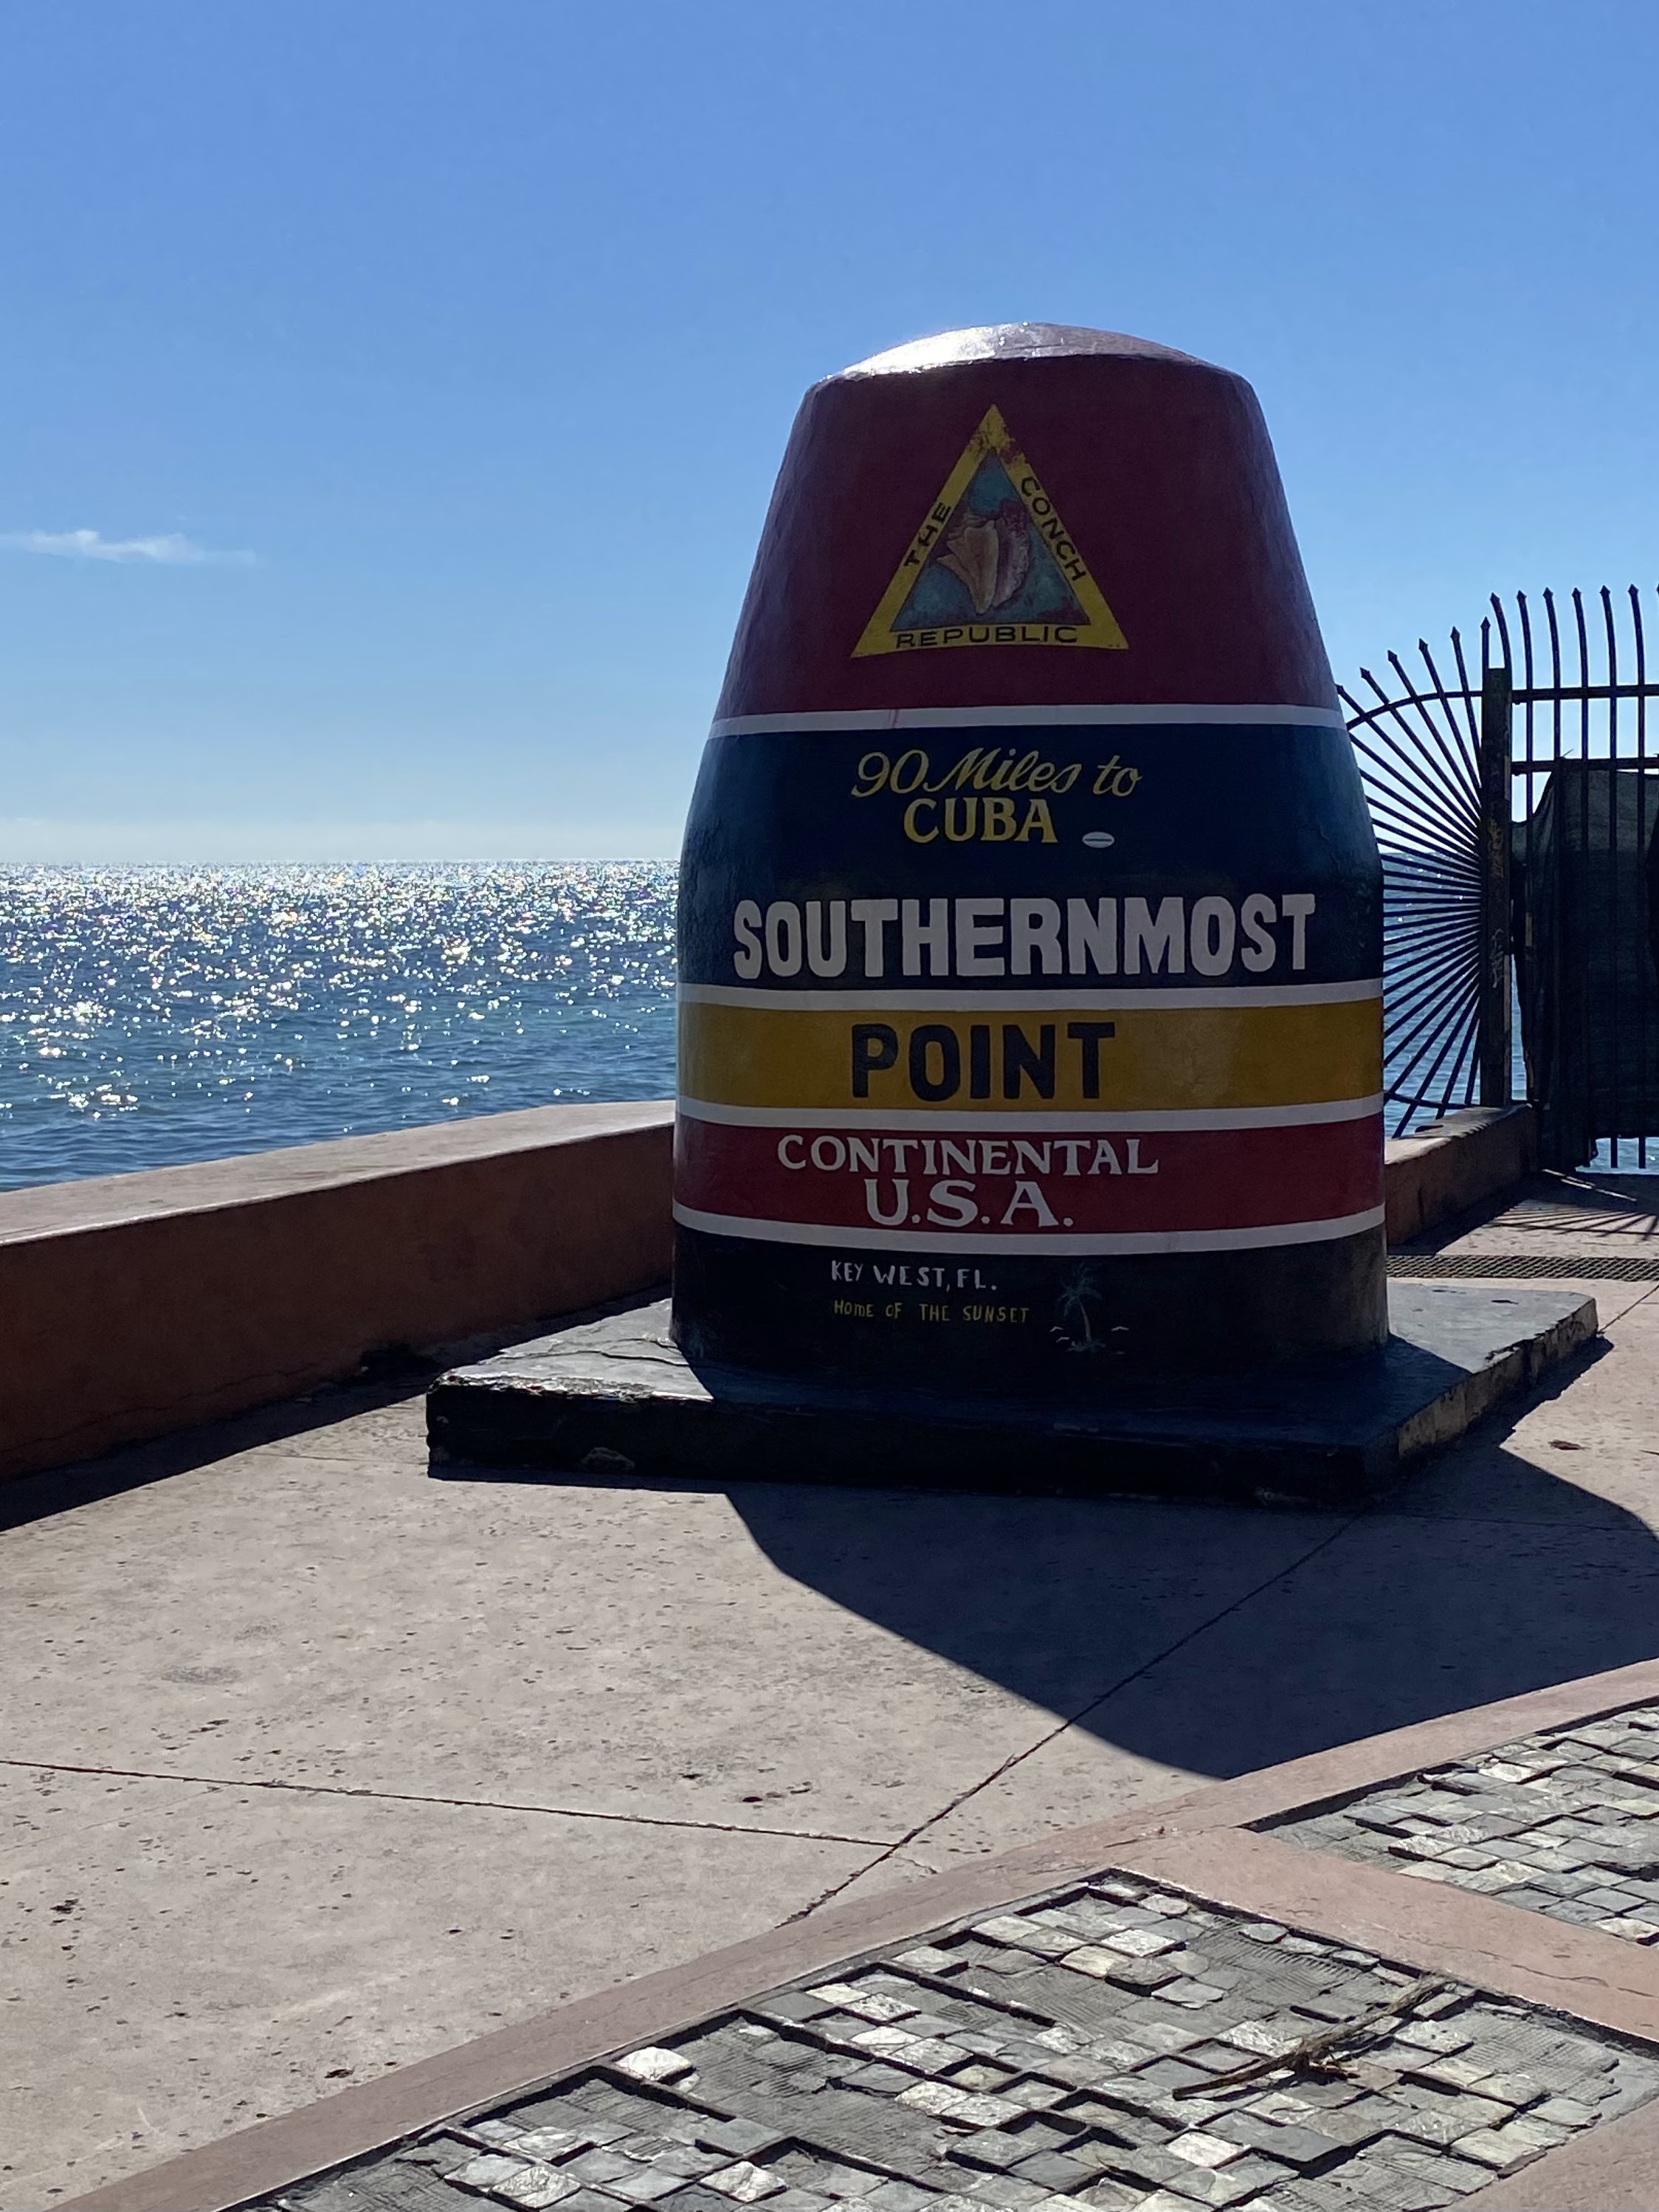 THE CONCH
REPUBLIC
90 Miles to
CUBA
SOUTHERNMOST
POINT
CONTINENTAL
U.S.A.
KEY WEST, FL.
HOmE OF THE SUNSET